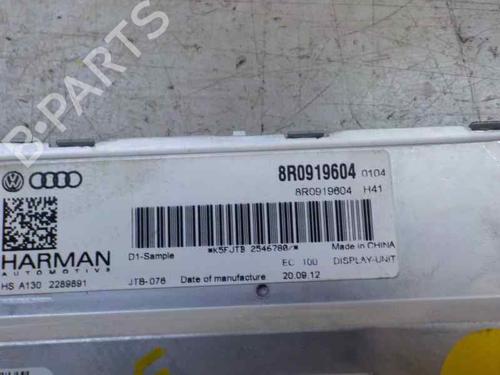 8R0919604 0104
8R0919604 H41
HARMAN
AUTOMOTIVE
D1-Sample
*K5FJTB 2546780/*
Made in CHINA
EC 100
DISPLAY-UNIT
HS A130 2289891
JTB-076
Date of manufacture
20.09.12